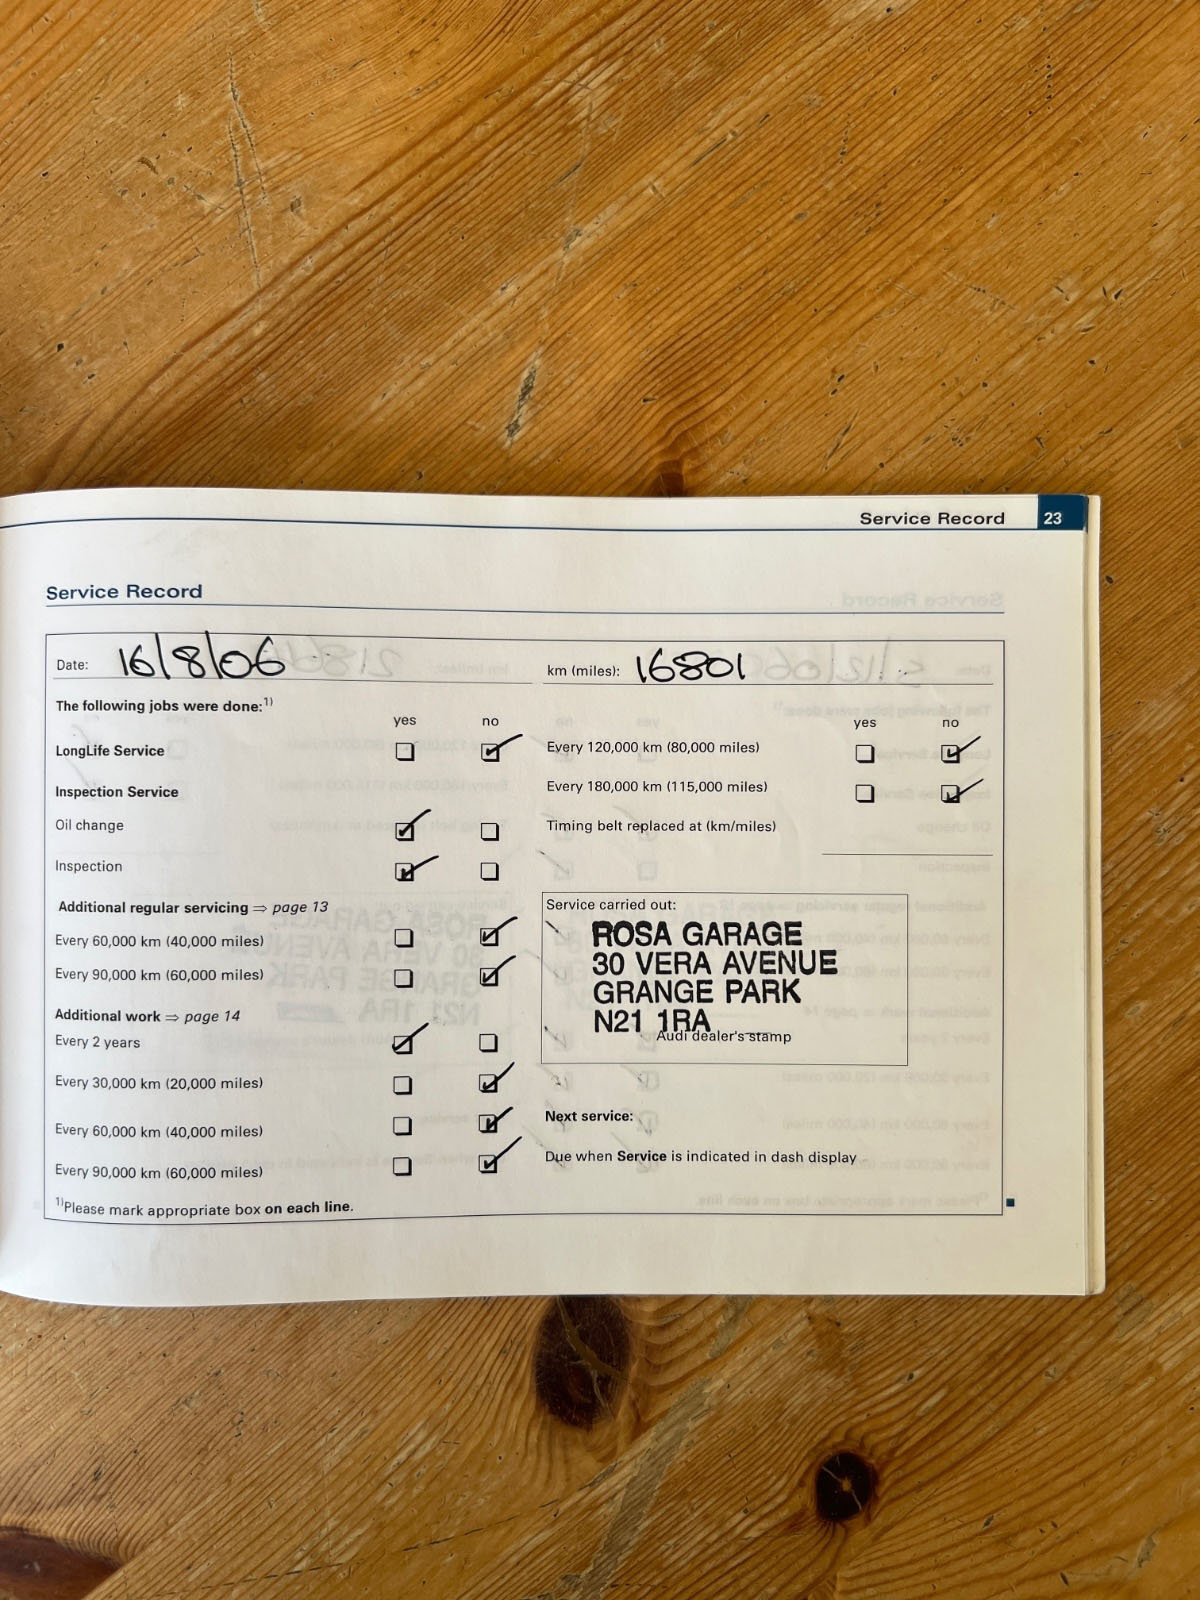 Service Record 23
Service Record
Date: 16/8/06
km (miles): 16801
The following jobs were done:1)
yes no
LongLife Service
Inspection Service
Oil change
Inspection
Additional regular servicing ⇒ page 13
Every 60,000 km (40,000 miles)
Every 90,000 km (60,000 miles)
Additional work ⇒ page 14
Every 2 years
Every 30,000 km (20,000 miles)
Every 60,000 km (40,000 miles)
Every 90,000 km (60,000 miles)
1)Please mark appropriate box on each line.
yes no
Every 120,000 km (80,000 miles)
Every 180,000 km (115,000 miles)
Timing belt replaced at (km/miles)
Service carried out:
ROSA GARAGE
30 VERA AVENUE
GRANGE PARK
N21 1RA
Audi dealer's stamp
Next service:
Due when Service is indicated in dash display